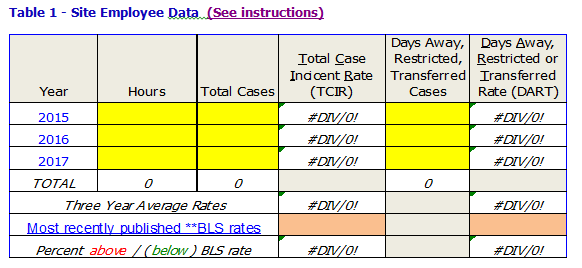 Table 1 - Site Employee Data (See instructions)
Year
Hours
Total Cases
Total Case
Incident Rate
(TCIR)
Days Away,
Restricted,
Transferred
Cases
Days Away,
Restricted or
Transferred
Rate (DART)
2015 #DIV/0! #DIV/0!
2016 #DIV/0! #DIV/0!
2017 #DIV/0! #DIV/0!
TOTAL 0 0 0
Three Year Average Rates #DIV/0! #DIV/0!
Most recently published **BLS rates
Percent above / ( below ) BLS rate #DIV/0! #DIV/0!